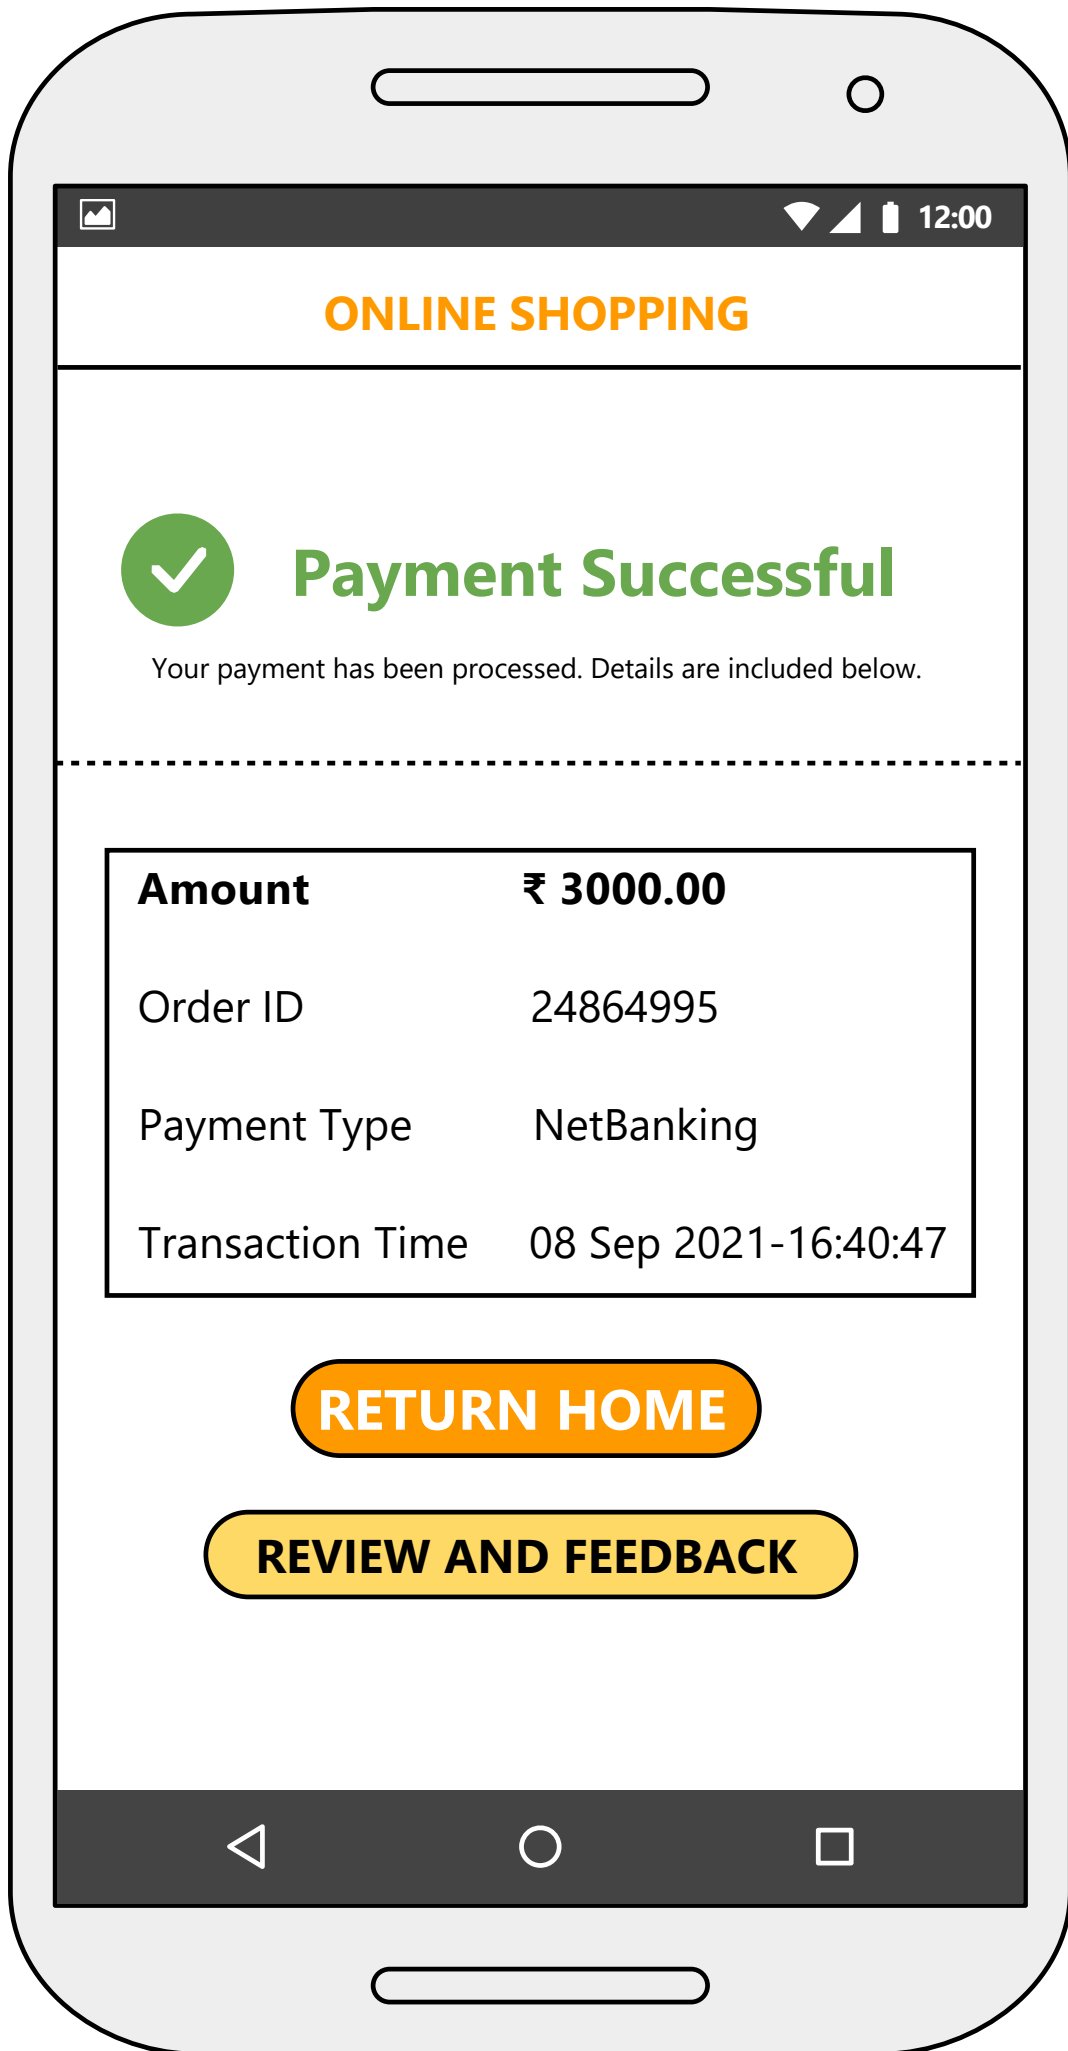 12:00
ONLINE SHOPPING
Payment Successful
Your payment has been processed. Details are included below.
Amount ₹ 3000.00
Order ID 24864995
Payment Type NetBanking
Transaction Time 08 Sep 2021-16:40:47
RETURN HOME
REVIEW AND FEEDBACK